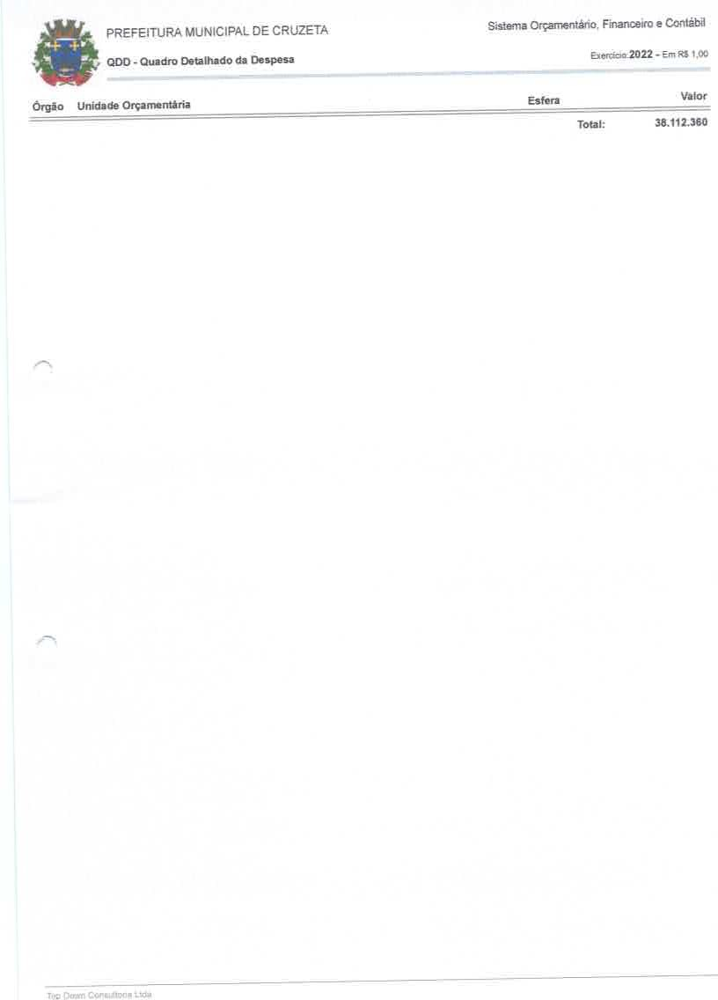 PREFEITURA MUNICIPAL DE CRUZETA
Sistema Orçamentário, Financeiro e Contábil
QDD - Quadro Detalhado da Despesa
Exercício:2022 - Em R$ 1,00
Órgão Unidade Orçamentária Esfera Valor
Total: 38.112.360
Top Down Consultoria Ltda